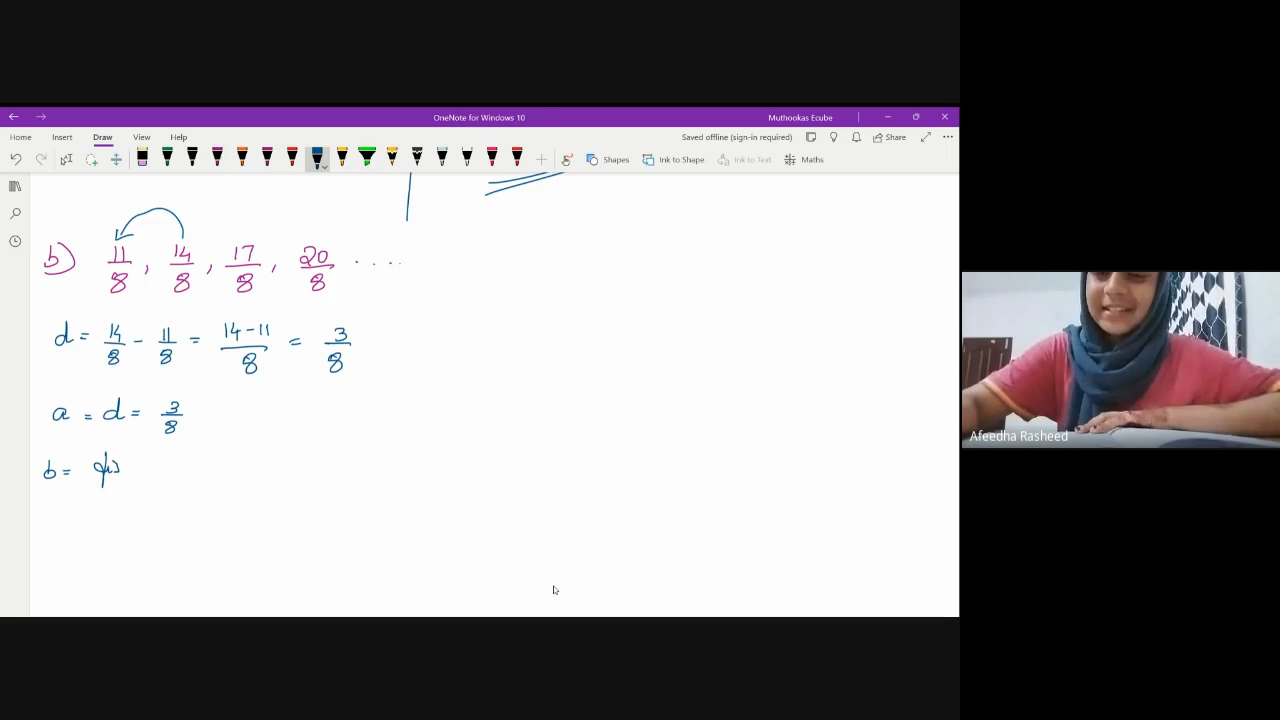 OneNote for Windows 10
Muthookas Ecube
Home Insert Draw View Help
Saved offline (sign-in required)
Share
Shapes
Ink to Shape
Ink to Text
Maths
b) 11/8, 14/8, 17/8, 20/8 ....
d = 14/8 - 11/8 = 14-11/8 = 3/8
a = d = 3/8
b =
Afeedha Rasheed